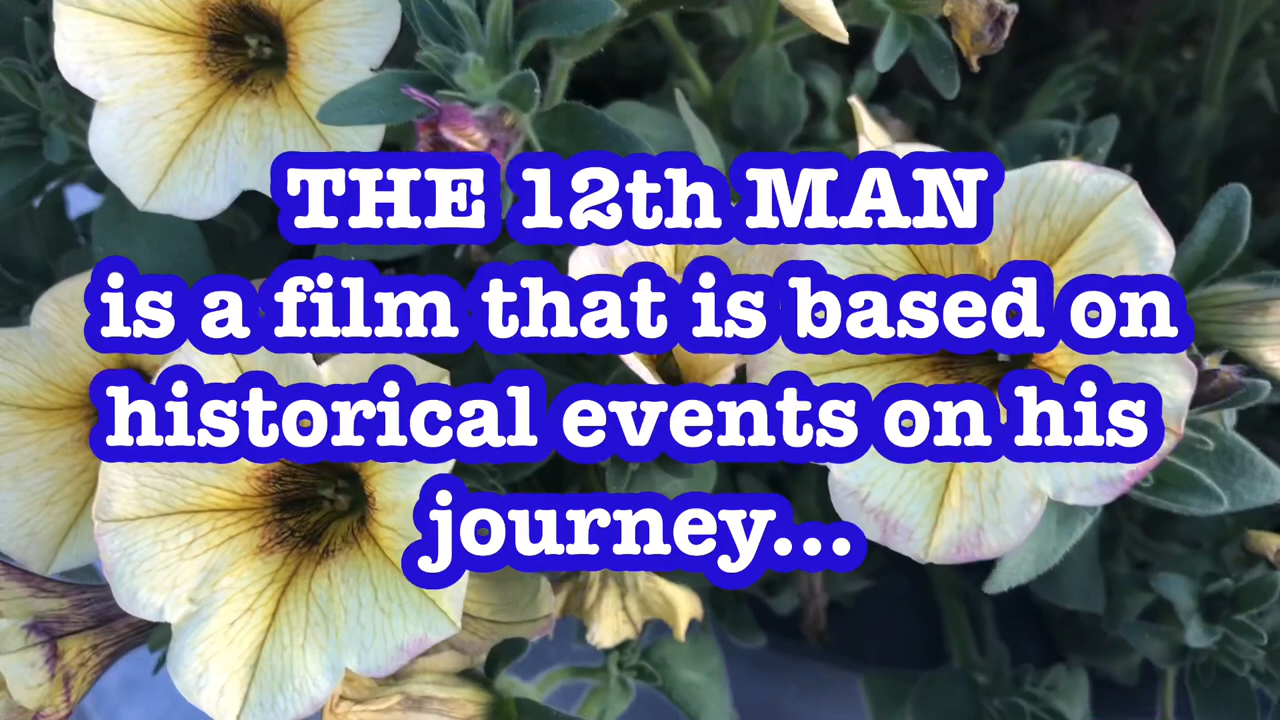 THE 12th MAN
is a film that is based on
historical events on his
journey...